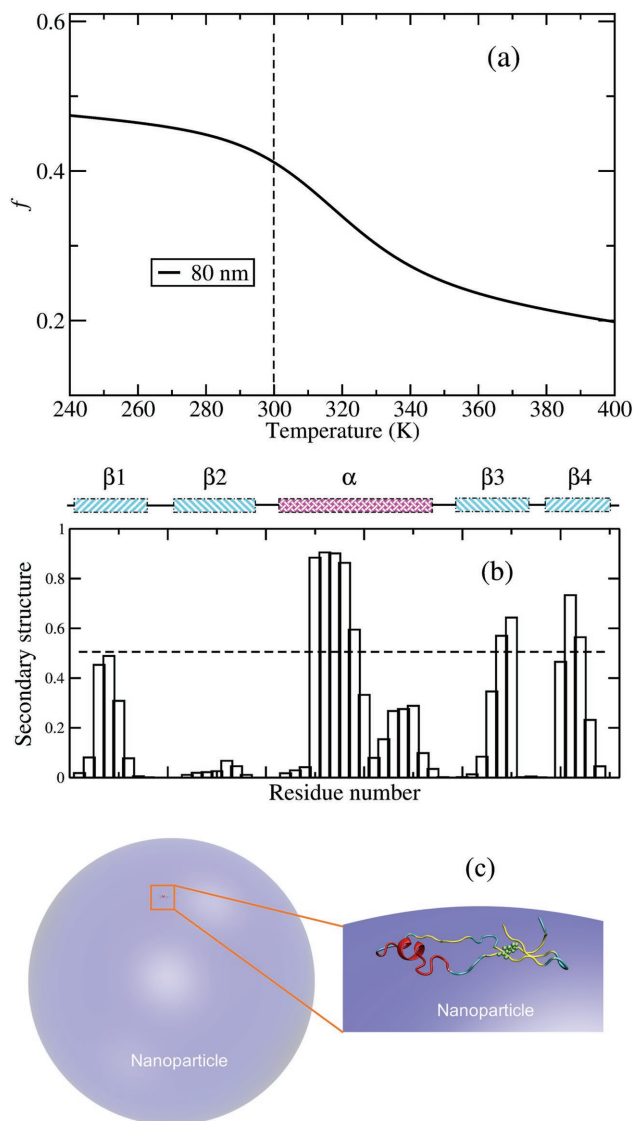 0.6
(a)
0.4
f
80 nm
0.2
240 260 280 300 320 340 360 380 400
Temperature (K)
β1 β2 α β3 β4
1
(b)
0.8
0.6
Secondary structure
0.4
0.2
0
Residue number
(c)
Nanoparticle
Nanoparticle